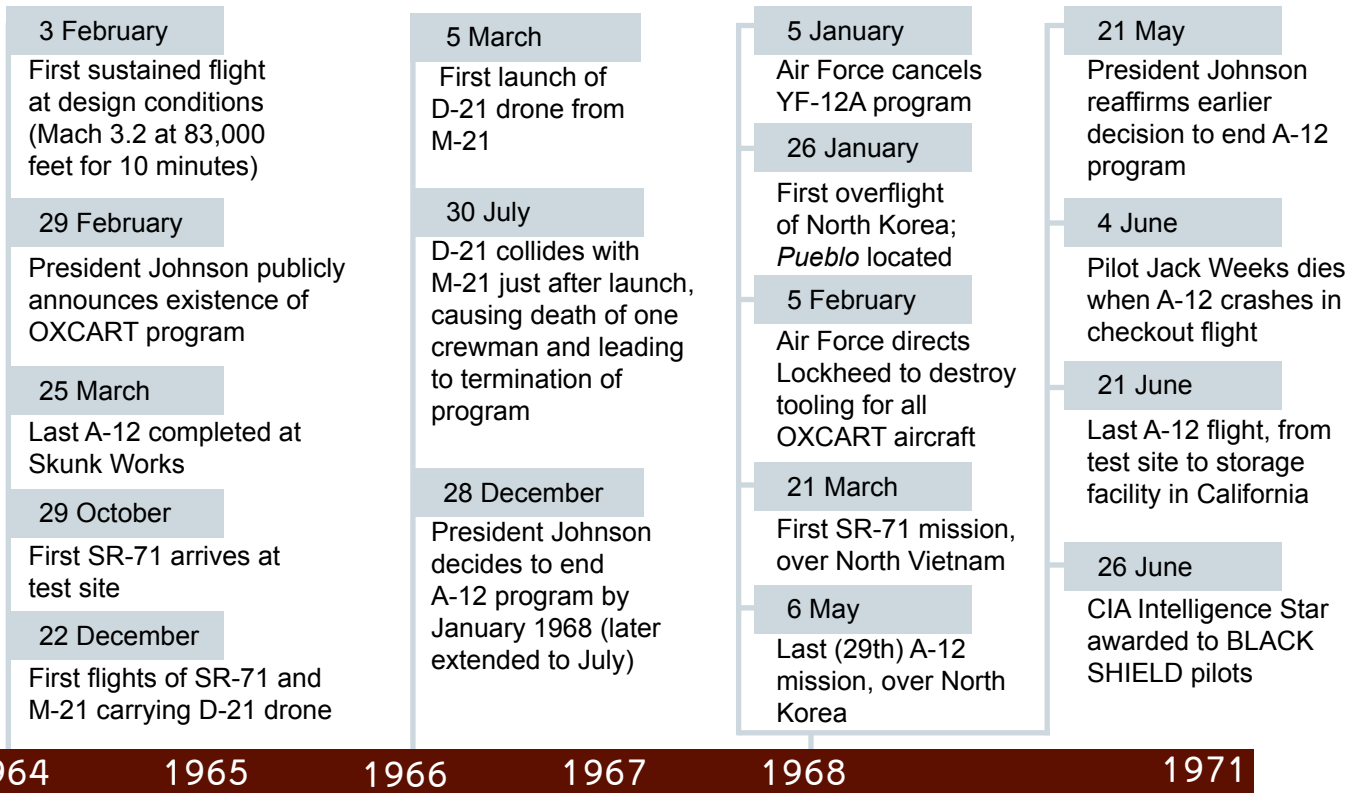 3 February
First sustained flight
at design conditions
(Mach 3.2 at 83,000
feet for 10 minutes)
29 February
President Johnson publicly
announces existence of
OXCART program
25 March
Last A-12 completed at
Skunk Works
29 October
First SR-71 arrives at
test site
22 December
First flights of SR-71 and
M-21 carrying D-21 drone
5 March
First launch of
D-21 drone from
M-21
30 July
D-21 collides with
M-21 just after launch,
causing death of one
crewman and leading
to termination of
program
28 December
President Johnson
decides to end
A-12 program by
January 1968 (later
extended to July)
5 January
Air Force cancels
YF-12A program
26 January
First overflight
of North Korea;
Pueblo located
5 February
Air Force directs
Lockheed to destroy
tooling for all
OXCART aircraft
21 March
First SR-71 mission,
over North Vietnam
6 May
Last (29th) A-12
mission, over North
Korea
21 May
President Johnson
reaffirms earlier
decision to end A-12
program
4 June
Pilot Jack Weeks dies
when A-12 crashes in
checkout flight
21 June
Last A-12 flight, from
test site to storage
facility in California
26 June
CIA Intelligence Star
awarded to BLACK
SHIELD pilots
964 1965 1966 1967 1968 1971